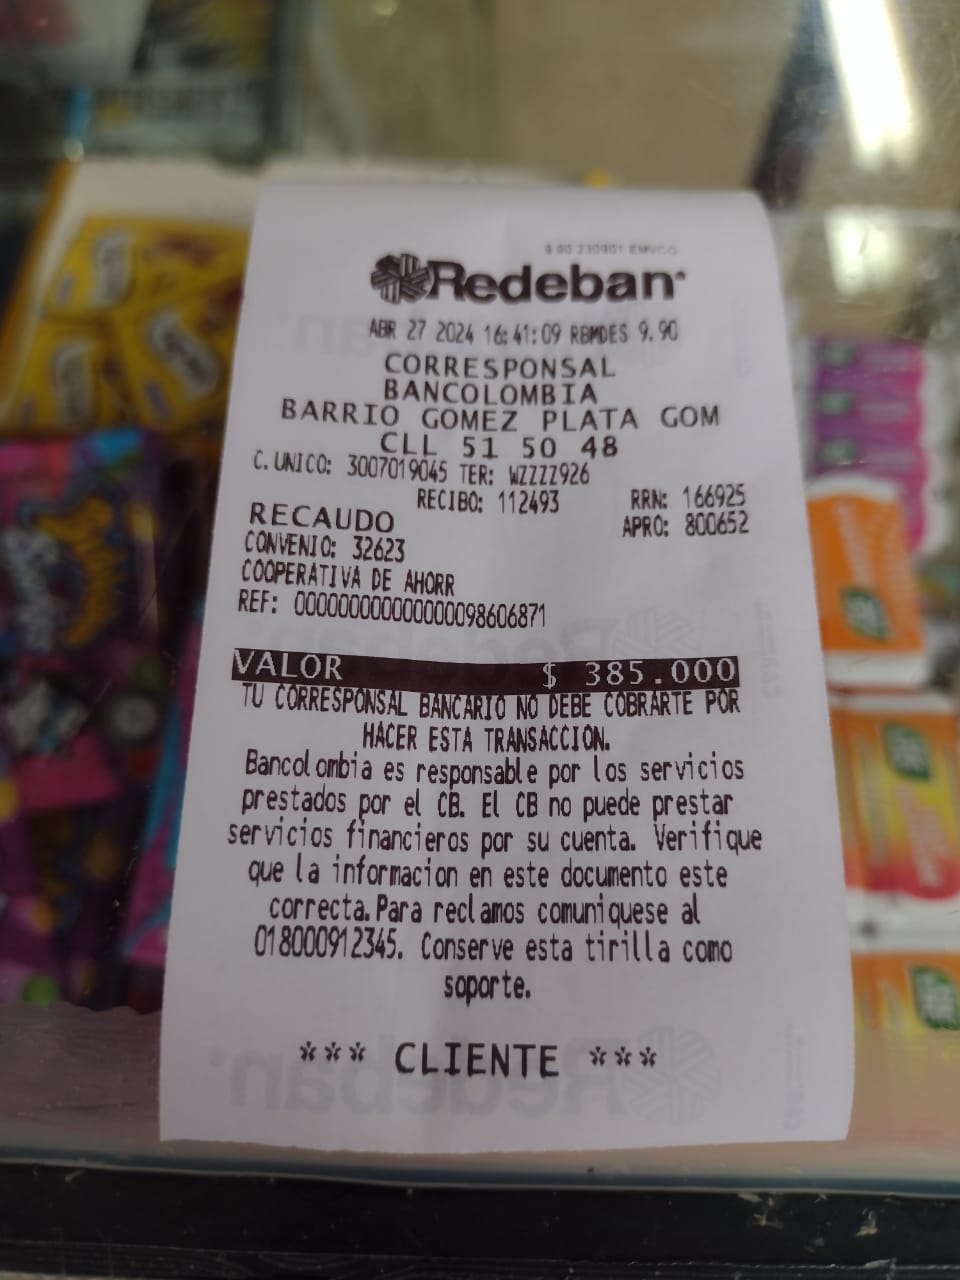 Redeban
ABR 27 2024 16:41:09 RBMDES 9.90
CORRESPONSAL
BANCOLOMBIA
BARRIO GOMEZ PLATA GOM
CLL 51 50 48
C. UNICO: 3007019045 TER: WZZZZ926
RECIBO: 112493 RRN: 166925
RECAUDO APRO: 800652
CONVENIO: 32623
COOPERATIVA DE AHORR
REF: 00000000000000098606871
VALOR $ 385.000
TU CORRESPONSAL BANCARIO NO DEBE COBRARTE POR
HACER ESTA TRANSACCION.
Bancolombia es responsable por los servicios
prestados por el CB. El CB no puede prestar
servicios financieros por su cuenta. Verifique
que la informacion en este documento este
correcta. Para reclamos comuniquese al
018000912345. Conserve esta tirilla como
soporte.
*** CLIENTE ***